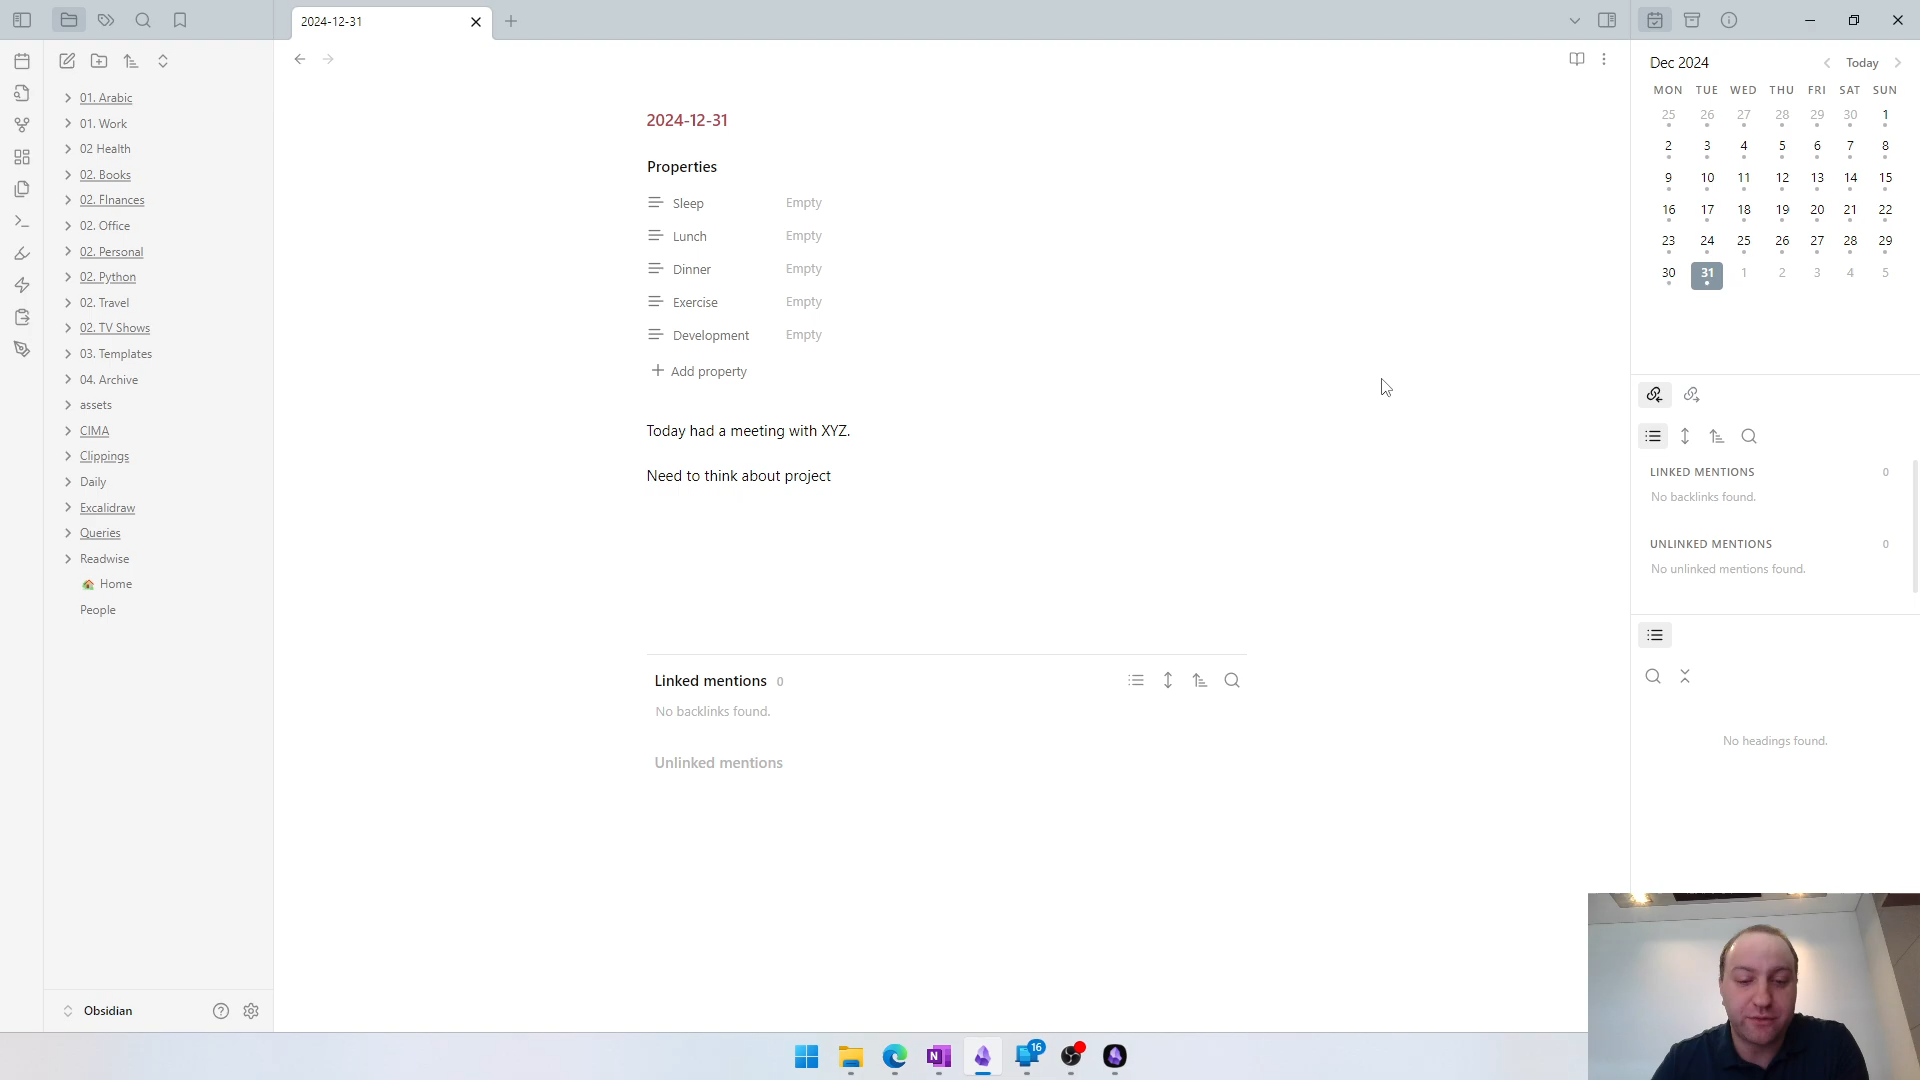 2024-12-31
Dec 2024
Today
MON TUE WED THU FRI SAT SUN
25 26 27 28 29 30 1
2 3 4 5 6 7 8
9 10 11 12 13 14 15
16 17 18 19 20 21 22
23 24 25 26 27 28 29
30 31 1 2 3 4 5
01. Arabic
01. Work
02 Health
02. Books
02. FInances
02. Office
02. Personal
02. Python
02. Travel
02. TV Shows
03. Templates
04. Archive
assets
CIMA
Clippings
Daily
Excalidraw
Queries
Readwise
Home
People
Obsidian
2024-12-31
Properties
Sleep Empty
Lunch Empty
Dinner Empty
Exercise Empty
Development Empty
Add property
Today had a meeting with XYZ.
Need to think about project
Linked mentions 0
No backlinks found.
Unlinked mentions
LINKED MENTIONS 0
No backlinks found.
UNLINKED MENTIONS 0
No unlinked mentions found.
No headings found.
N
16